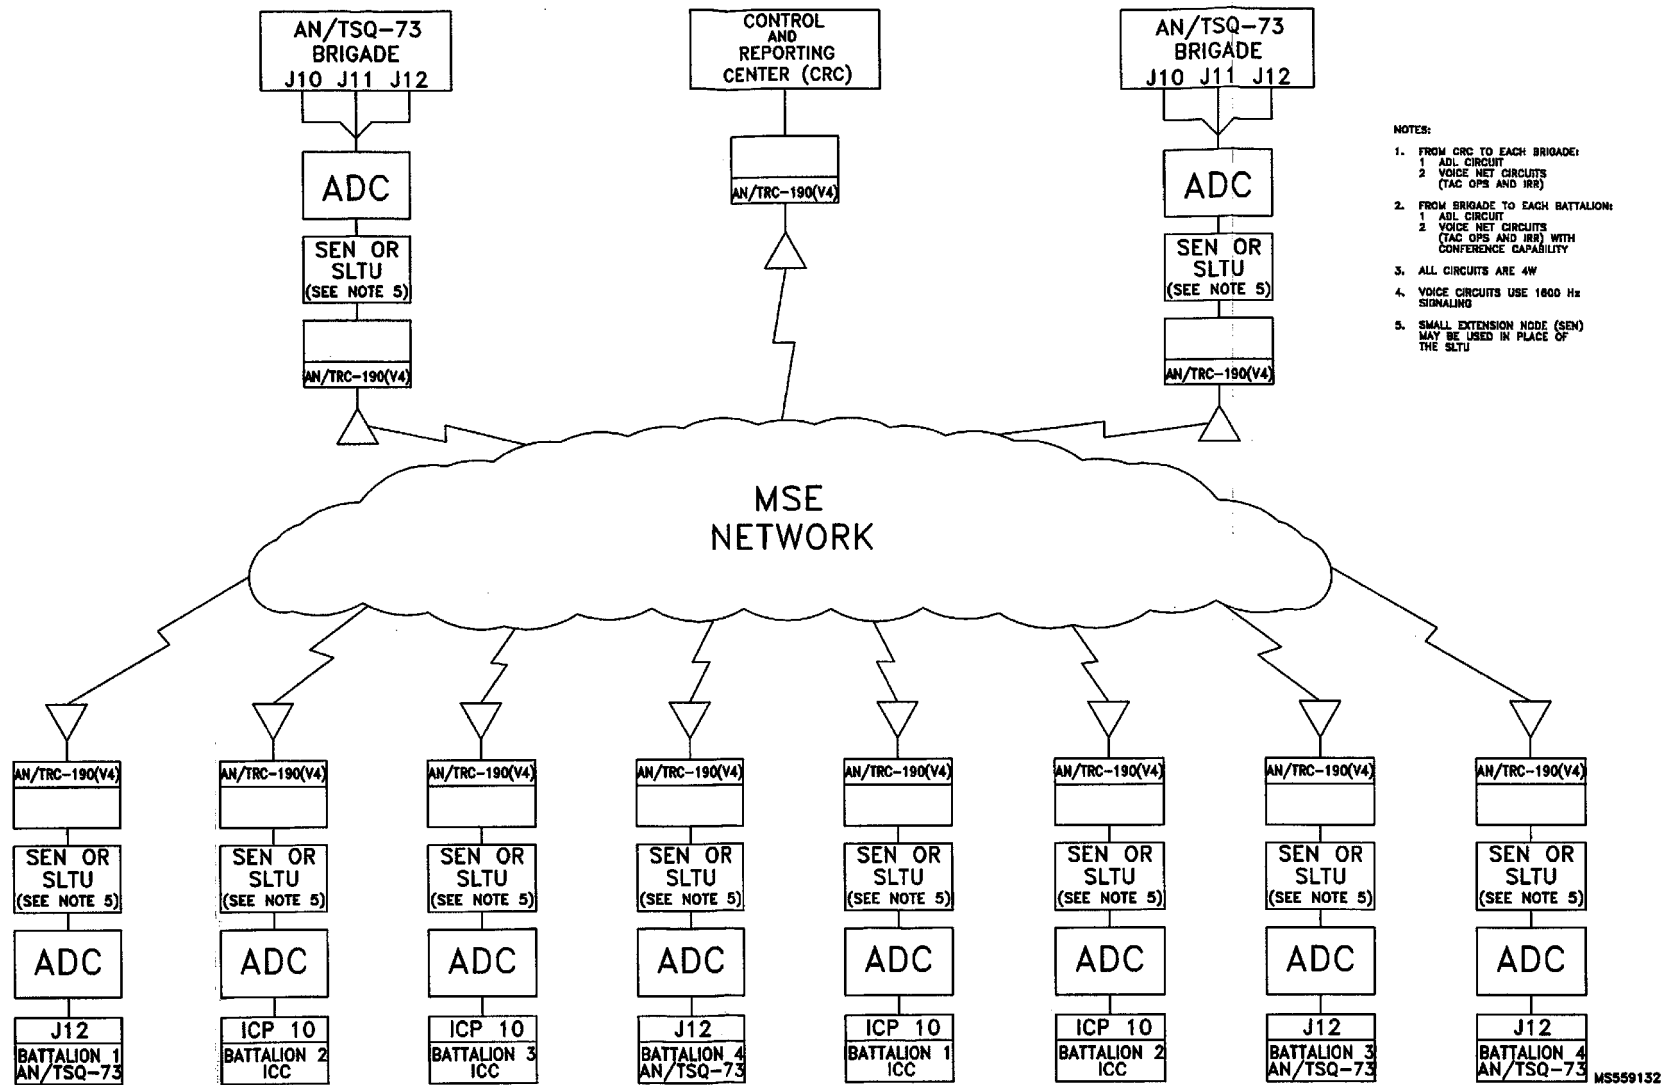 AN/TSQ-73
BRIGADE
J10 J11 J12
ADC
SEN OR
SLTU
(SEE NOTE 5)
AN/TRC-190(V4)
CONTROL
AND
REPORTING
CENTER (CRC)
AN/TRC-190(V4)
AN/TSQ-73
BRIGADE
J10 J11 J12
ADC
SEN OR
SLTU
(SEE NOTE 5)
AN/TRC-190(V4)
NOTES:
1. FROM CRC TO EACH BRIGADE:
1 ADL CIRCUIT
2 VOICE NET CIRCUITS
(TAC OPS AND IRR)
2. FROM BRIGADE TO EACH BATTALION:
1 ADL CIRCUIT
2 VOICE NET CIRCUITS
(TAC OPS AND IRR) WITH
CONFERENCE CAPABILITY
3. ALL CIRCUITS ARE 4W
4. VOICE CIRCUITS USE 1600 Hz
SIGNALING
5. SMALL EXTENSION NODE (SEN)
MAY BE USED IN PLACE OF
THE SLTU
MSE
NETWORK
AN/TRC-190(V4)
SEN OR
SLTU
(SEE NOTE 5)
ADC
J12
BATTALION 1
AN/TSQ-73
AN/TRC-190(V4)
SEN OR
SLTU
(SEE NOTE 5)
ADC
ICP 10
BATTALION 2
ICC
AN/TRC-190(V4)
SEN OR
SLTU
(SEE NOTE 5)
ADC
ICP 10
BATTALION 3
ICC
AN/TRC-190(V4)
SEN OR
SLTU
(SEE NOTE 5)
ADC
J12
BATTALION 4
AN/TSQ-73
AN/TRC-190(V4)
SEN OR
SLTU
(SEE NOTE 5)
ADC
ICP 10
BATTALION 1
ICC
AN/TRC-190(V4)
SEN OR
SLTU
(SEE NOTE 5)
ADC
ICP 10
BATTALION 2
ICC
AN/TRC-190(V4)
SEN OR
SLTU
(SEE NOTE 5)
ADC
J12
BATTALION 3
AN/TSQ-73
AN/TRC-190(V4)
SEN OR
SLTU
(SEE NOTE 5)
ADC
J12
BATTALION 4
AN/TSQ-73
MS559132